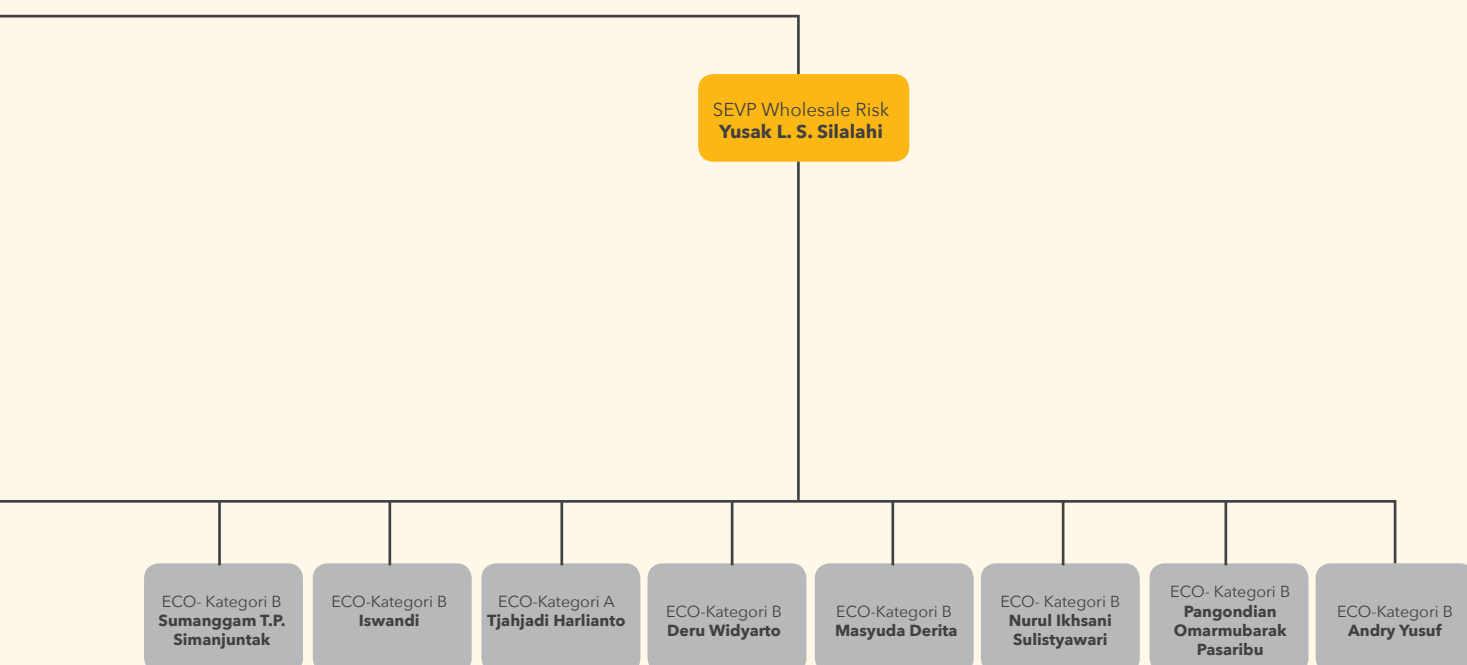 SEVP Wholesale Risk
Yusak L. S. Silalahi
ECO- Kategori B
Sumanggam T.P.
Simanjuntak
ECO-Kategori B
Iswandi
ECO-Kategori A
Tjahjadi Harlianto
ECO-Kategori B
Deru Widyarto
ECO-Kategori B
Masyuda Derita
ECO- Kategori B
Nurul Ikhsani
Sulistyawari
ECO- Kategori B
Pangondian
Omarmubarak
Pasaribu
ECO-Kategori B
Andry Yusuf